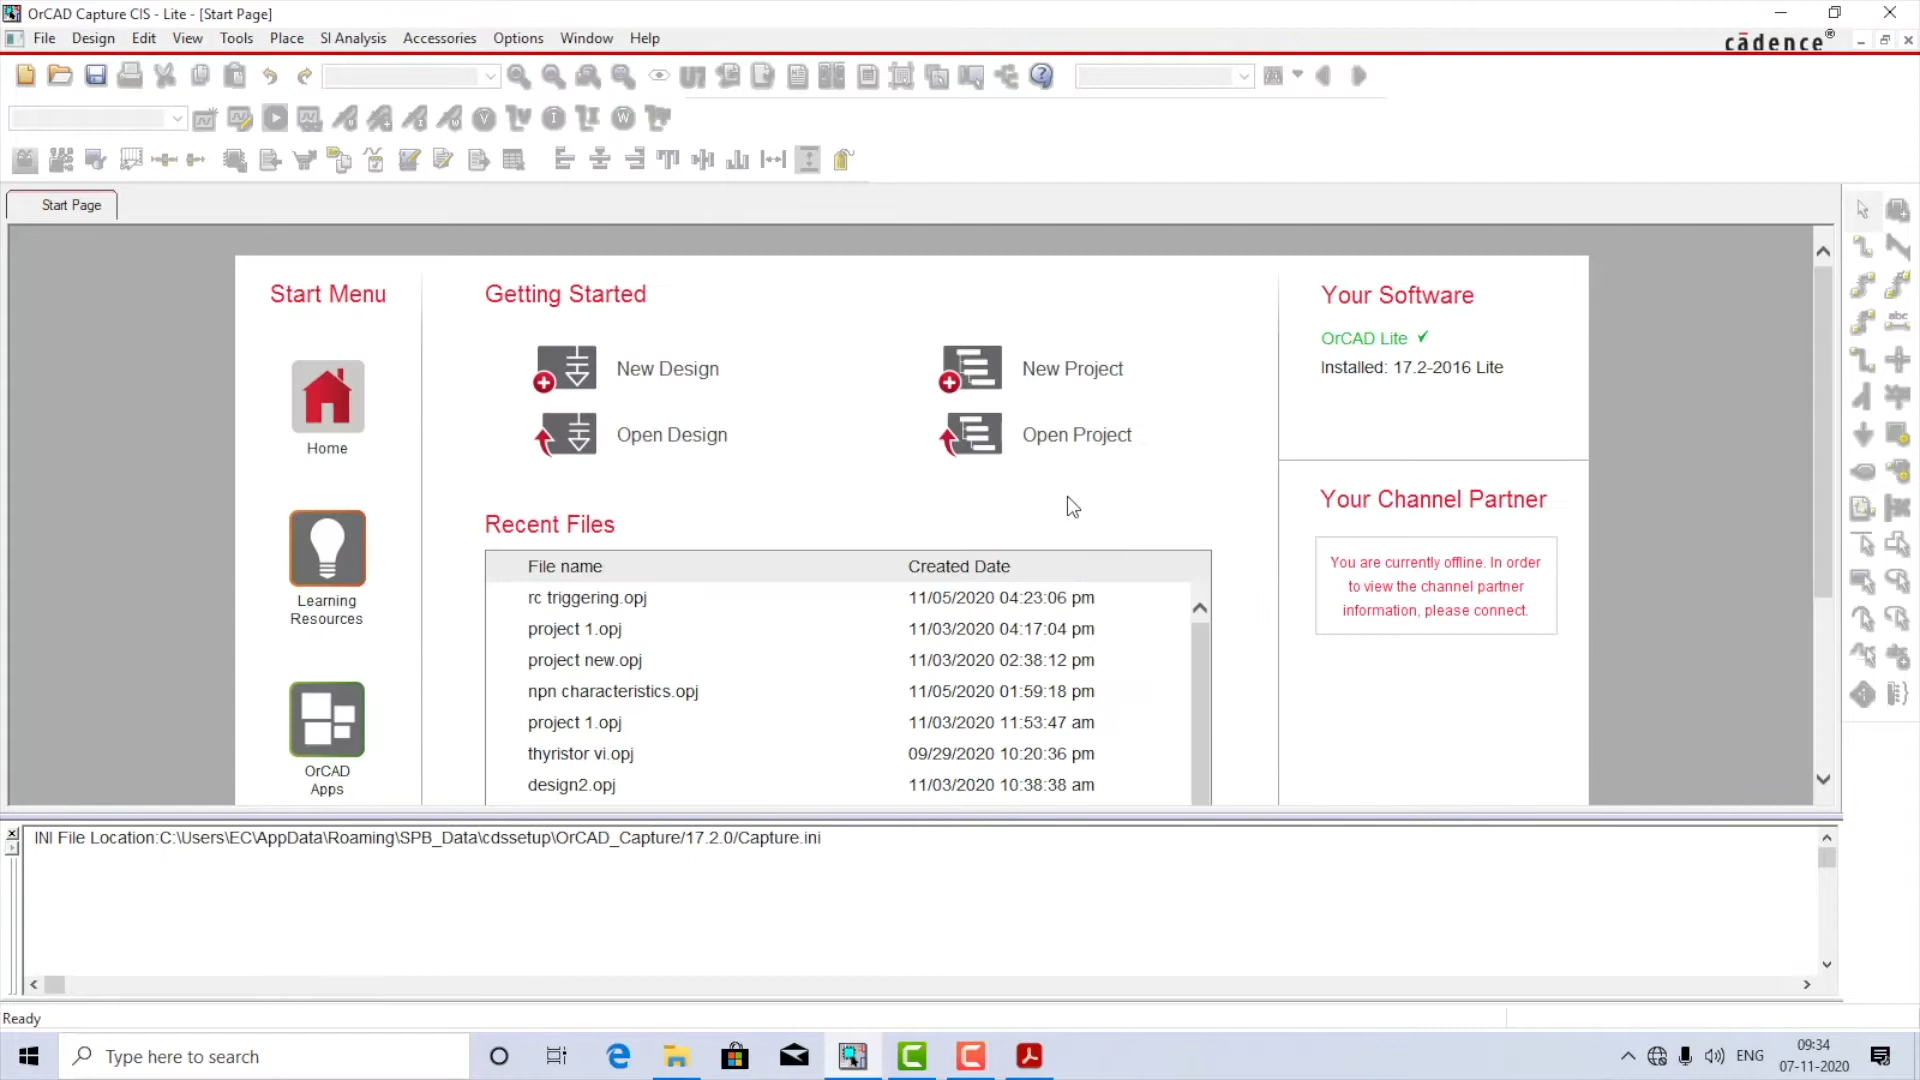 OrCAD Capture CIS - Lite - [Start Page]
File Design Edit View Tools Place SI Analysis Accessories Options Window Help
cādence®
Start Page
Start Menu
Home
Learning
Resources
OrCAD
Apps
Getting Started
New Design
New Project
Open Design
Open Project
Recent Files
File name Created Date
rc triggering.opj 11/05/2020 04:23:06 pm
project 1.opj 11/03/2020 04:17:04 pm
project new.opj 11/03/2020 02:38:12 pm
npn characteristics.opj 11/05/2020 01:59:18 pm
project 1.opj 11/03/2020 11:53:47 am
thyristor vi.opj 09/29/2020 10:20:36 pm
design2.opj 11/03/2020 10:38:38 am
Your Software
OrCAD Lite ✓
Installed: 17.2-2016 Lite
Your Channel Partner
You are currently offline. In order
to view the channel partner
information, please connect.
INI File Location:C:\Users\EC\AppData\Roaming\SPB_Data\cdssetup\OrCAD_Capture/17.2.0/Capture.ini
Ready
Type here to search
ENG
09:34
07-11-2020